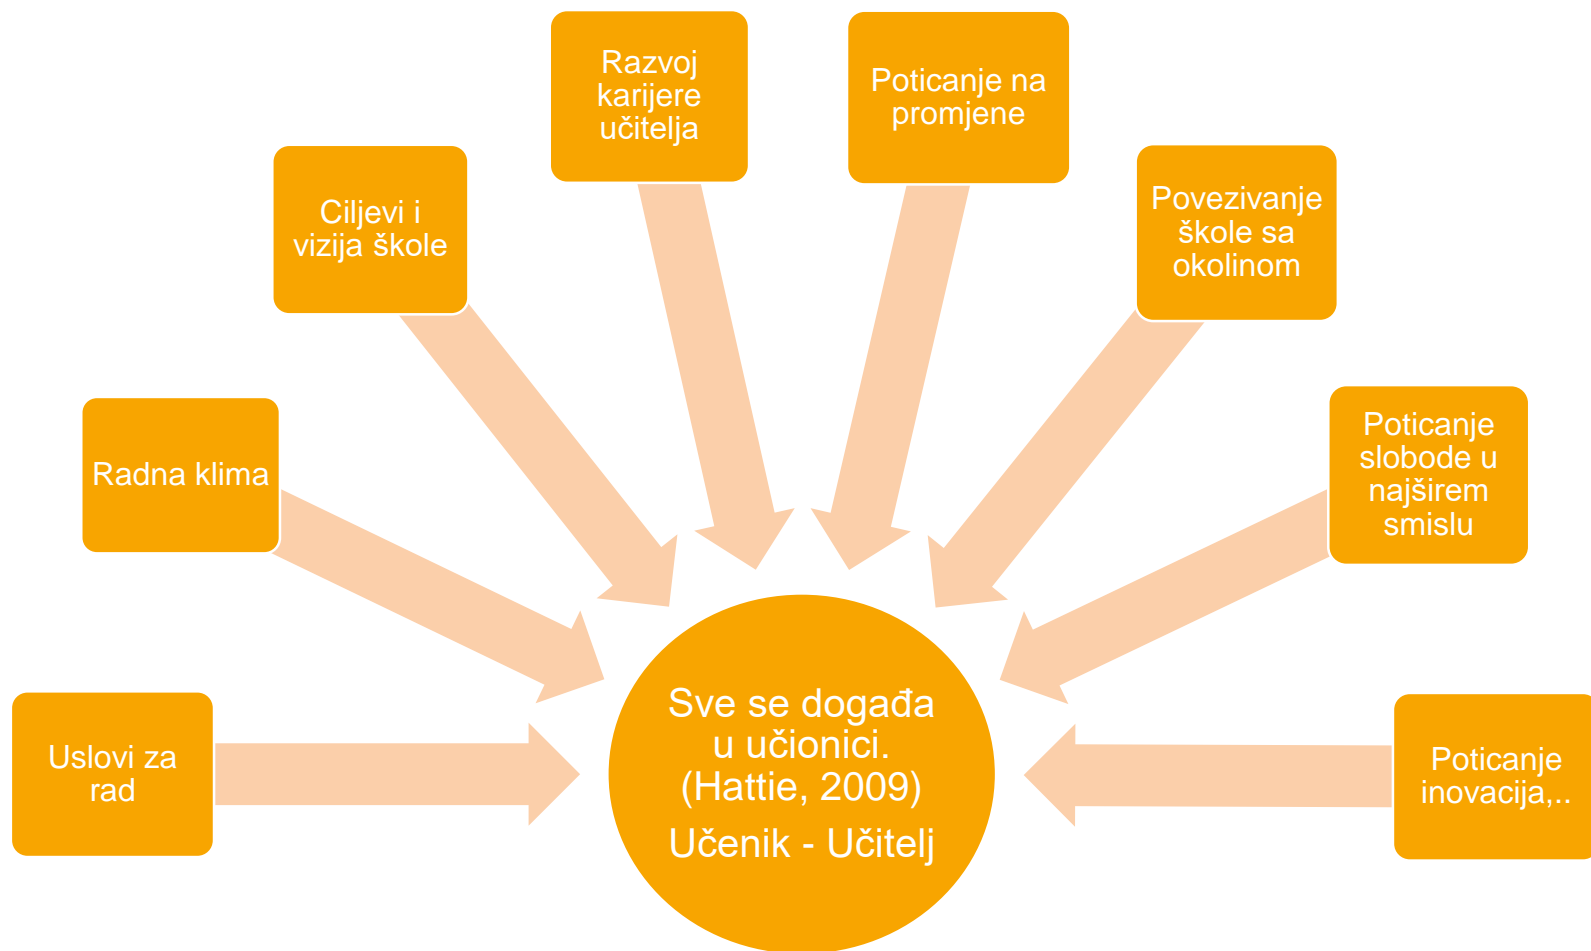 Razvoj
karijere
učitelja
Poticanje na
promjene
Ciljevi i
vizija škole
Povezivanje
škole sa
okolinom
Radna klima
Poticanje
slobode u
najširem
smislu
Uslovi za
rad
Sve se događa
u učionici.
(Hattie, 2009)
Učenik - Učitelj
Poticanje
inovacija,..